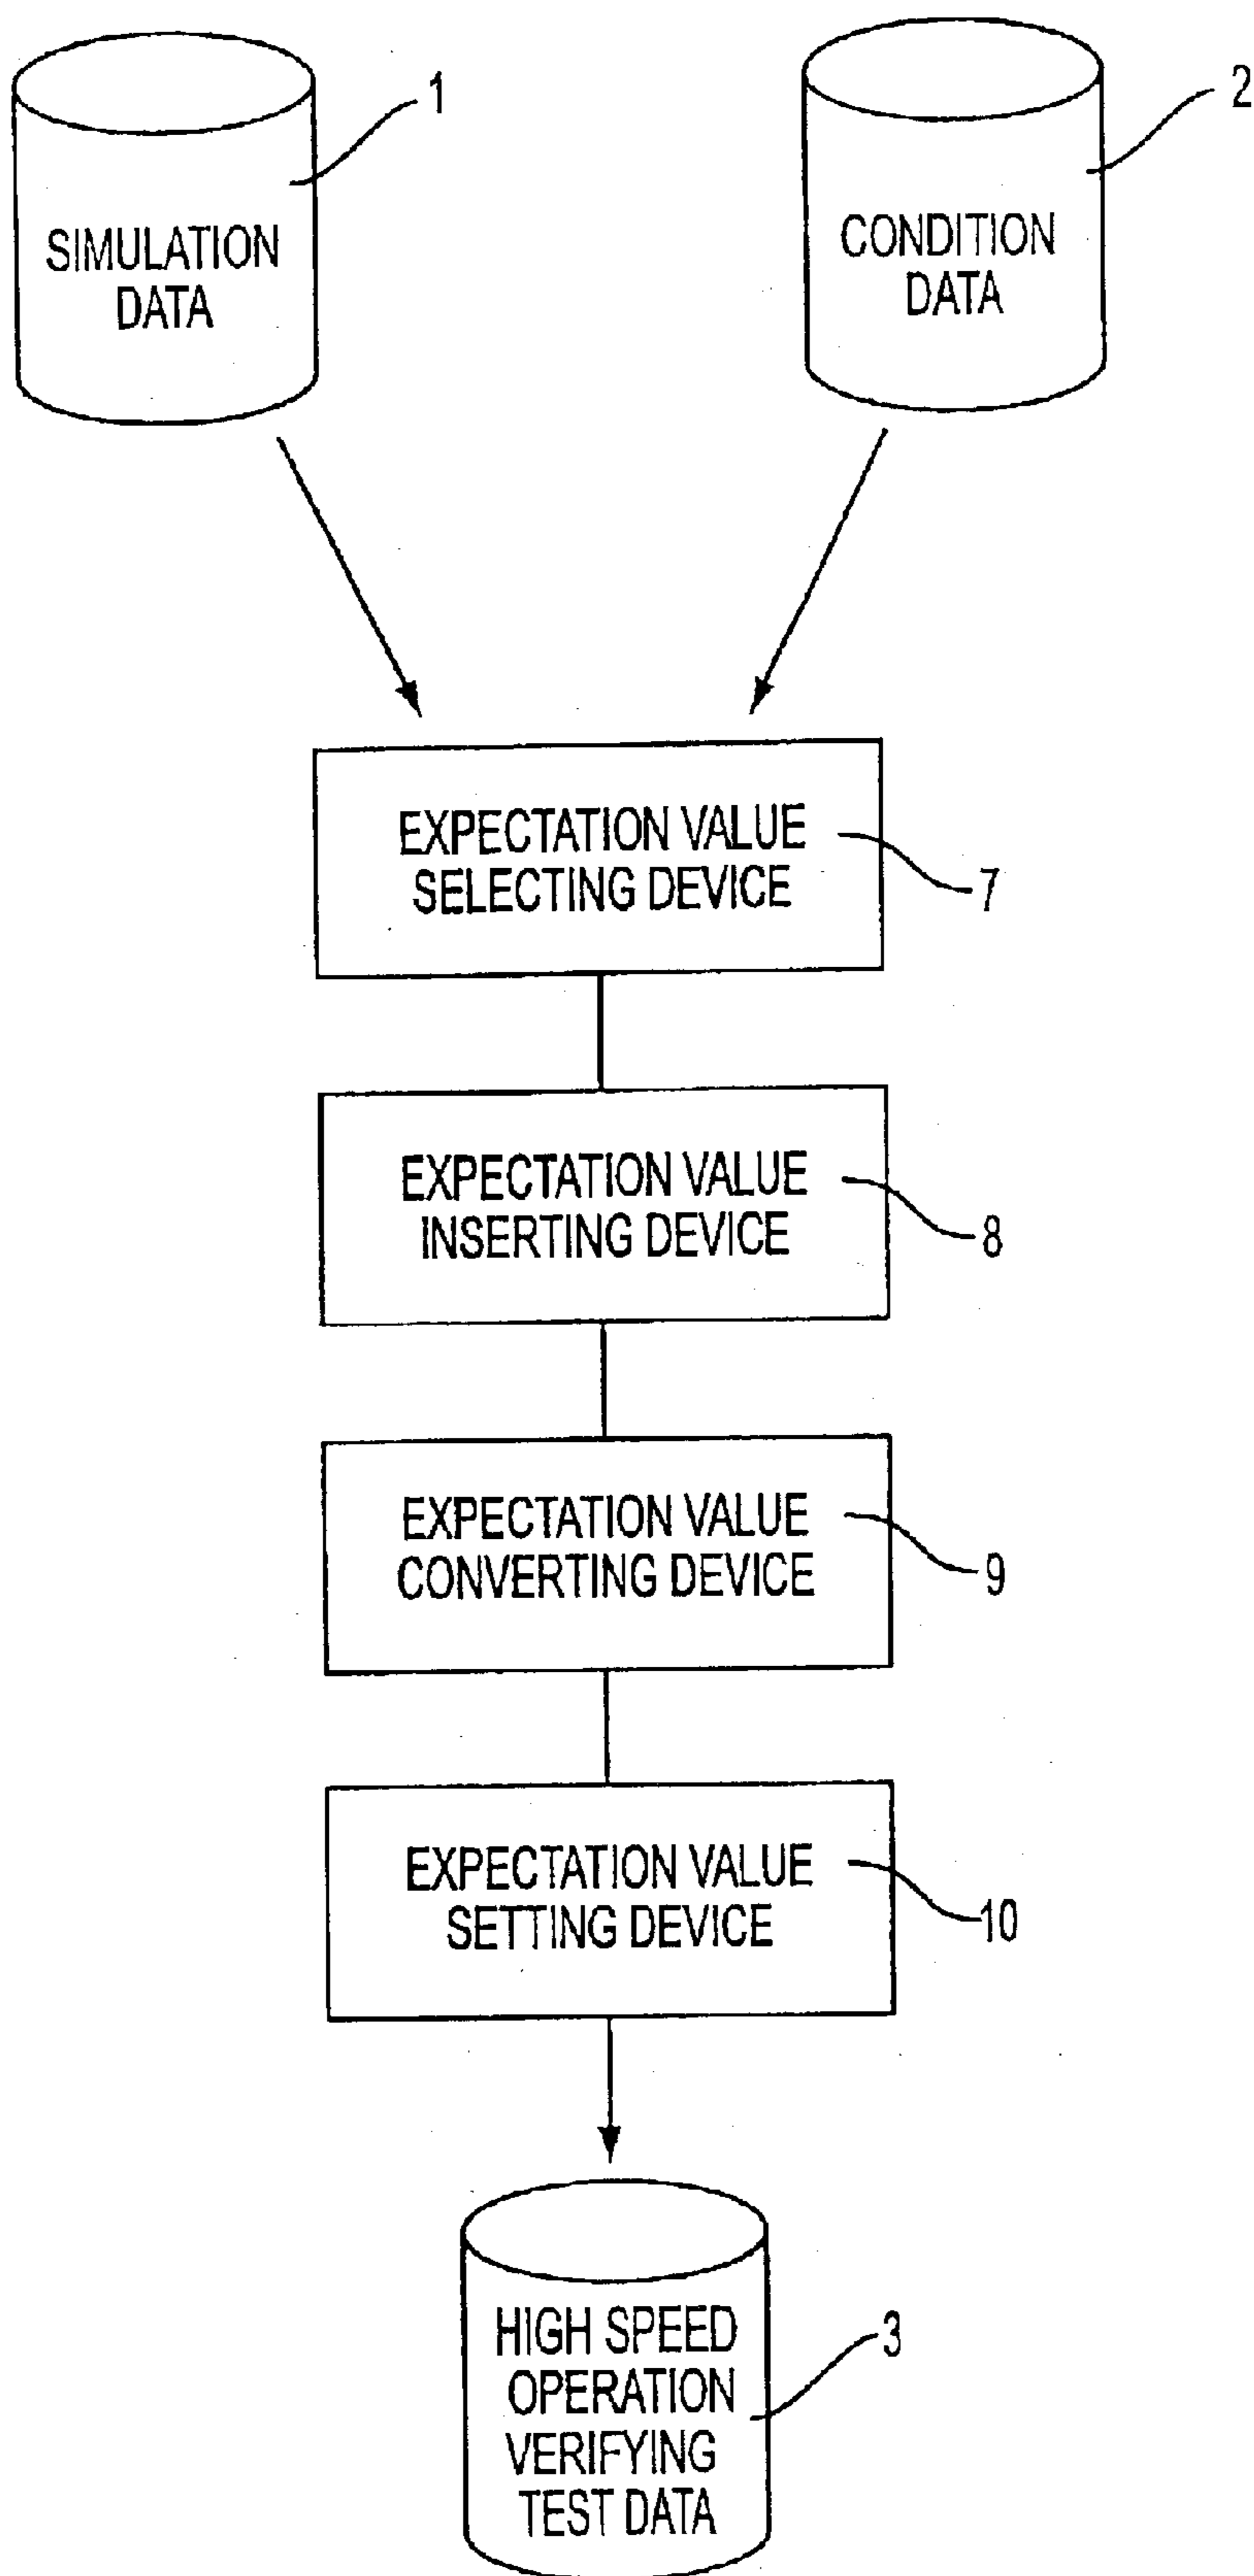 1
2
SIMULATION
DATA
CONDITION
DATA
EXPECTATION VALUE
SELECTING DEVICE
7
EXPECTATION VALUE
INSERTING DEVICE
8
EXPECTATION VALUE
CONVERTING DEVICE
9
EXPECTATION VALUE
SETTING DEVICE
10
HIGH SPEED
OPERATION
VERIFYING
TEST DATA
3